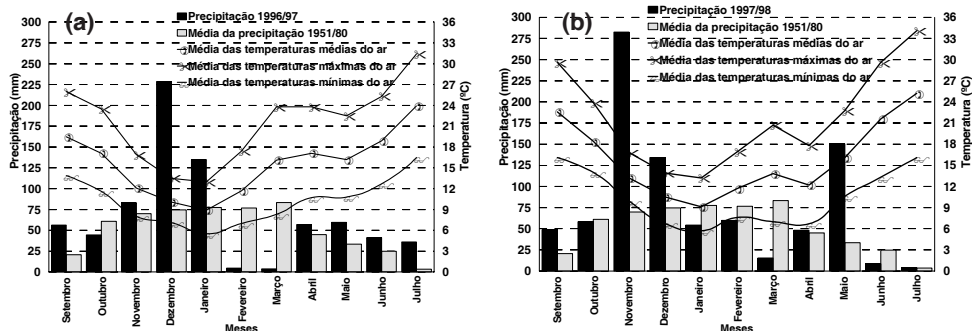 (a)
Precipitação 1996/97
Média da precipitação 1951/80
Média das temperaturas médias do ar
Média das temperaturas máximas do ar
Média das temperaturas mínimas do ar
Precipitação (mm)
300
275
250
225
200
175
150
125
100
75
50
25
0
36
33
30
27
24
21
18
15
12
9
6
3
0
Temperatura (ºC)
Setembro
Outubro
Novembro
Dezembro
Janeiro
Fevereiro
Março
Abril
Maio
Junho
Julho
Meses
(b)
Precipitação 1997/98
Média da precipitação 1951/80
Média das temperaturas médias do ar
Média das temperaturas máximas do ar
Média das temperaturas mínimas do ar
Precipitação (mm)
300
275
250
225
200
175
150
125
100
75
50
25
0
36
33
30
27
24
21
18
15
12
9
6
3
0
Temperatura (ºC)
Setembro
Outubro
Novembro
Dezembro
Janeiro
Fevereiro
Março
Abril
Maio
Junho
Julho
Meses